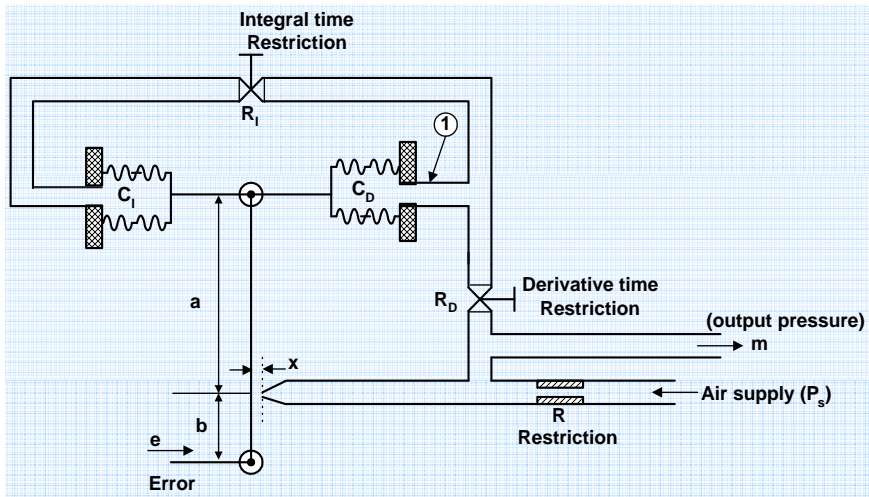 Integral time
Restriction
R_I
1
C_I
C_D
a
R_D
Derivative time
Restriction
(output pressure)
m
x
Air supply (P_s)
b
R
Restriction
e
Error